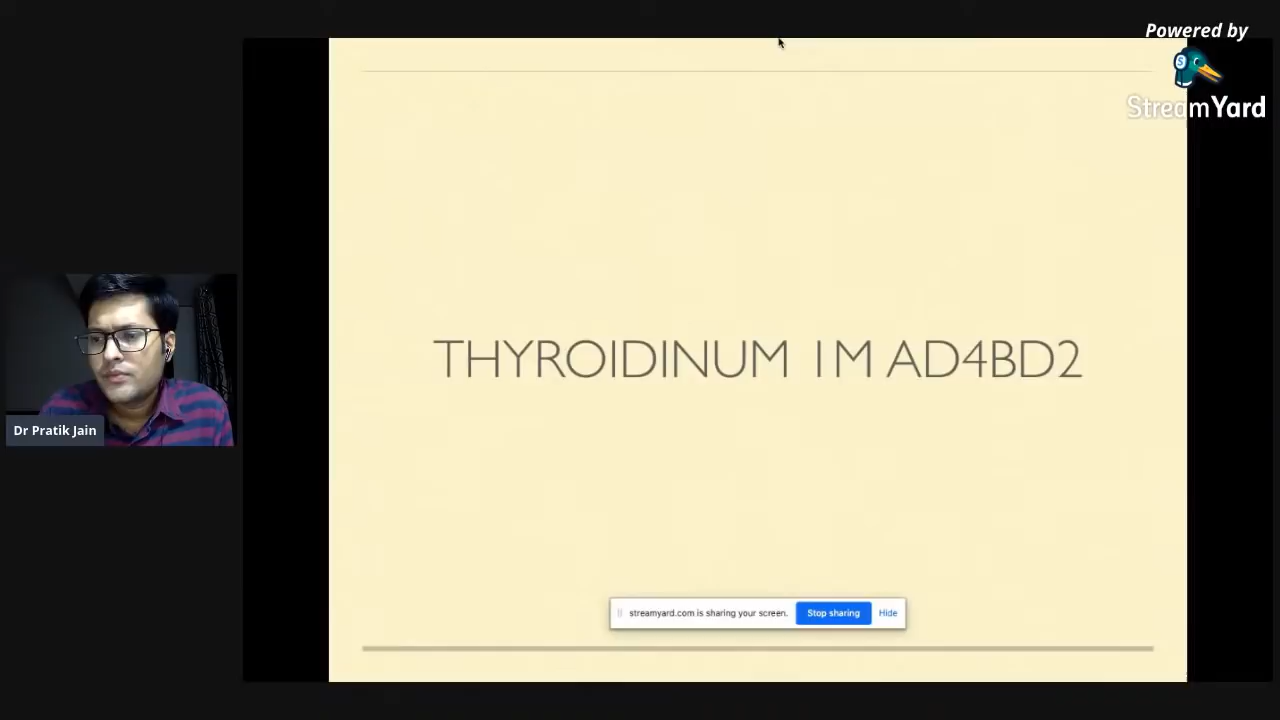 Powered by
StreamYard
THYROIDINUM 1M AD4BD2
Dr Pratik Jain
streamyard.com is sharing your screen.
Stop sharing
Hide